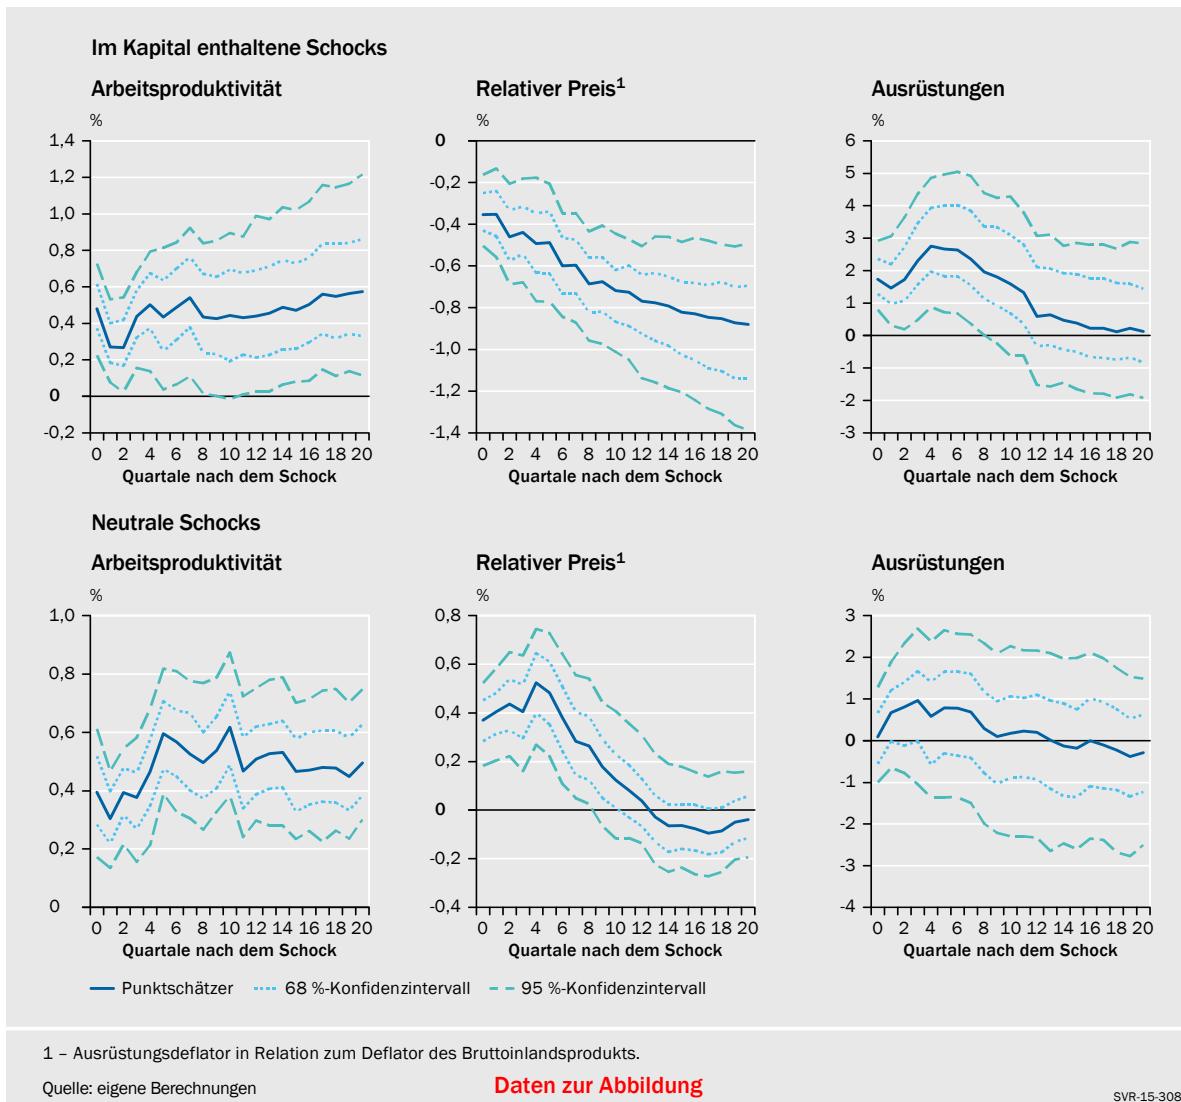 Im Kapital enthaltene Schocks
Arbeitsproduktivität
%
1,4
1,2
1,0
0,8
0,6
0,4
0,2
0
-0,2
0 2 4 6 8 10 12 14 16 18 20
Quartale nach dem Schock
Relativer Preis1
%
0
-0,2
-0,4
-0,6
-0,8
-1,0
-1,2
-1,4
0 2 4 6 8 10 12 14 16 18 20
Quartale nach dem Schock
Ausrüstungen
%
6
5
4
3
2
1
0
-1
-2
-3
0 2 4 6 8 10 12 14 16 18 20
Quartale nach dem Schock
Neutrale Schocks
Arbeitsproduktivität
%
1,0
0,8
0,6
0,4
0,2
0
0 2 4 6 8 10 12 14 16 18 20
Quartale nach dem Schock
Relativer Preis1
%
0,8
0,6
0,4
0,2
0
-0,2
-0,4
0 2 4 6 8 10 12 14 16 18 20
Quartale nach dem Schock
Ausrüstungen
%
3
2
1
0
-1
-2
-3
-4
0 2 4 6 8 10 12 14 16 18 20
Quartale nach dem Schock
Punktschätzer 68 %-Konfidenzintervall 95 %-Konfidenzintervall
1 – Ausrüstungsdeflator in Relation zum Deflator des Bruttoinlandsprodukts.
Quelle: eigene Berechnungen
Daten zur Abbildung
SVR-15-308